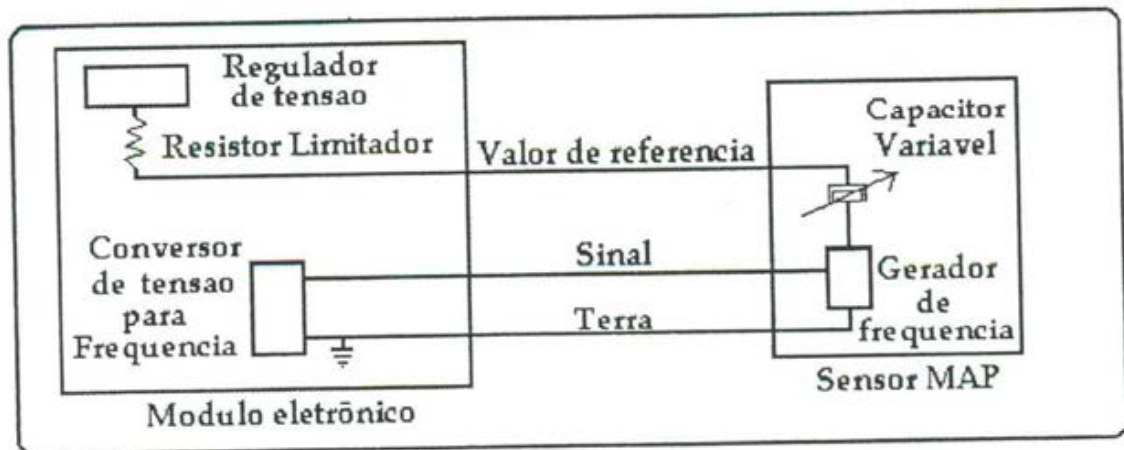 Regulador
de tensao
Resistor Limitador
Valor de referencia
Capacitor
Variavel
Conversor
de tensao
para
Frequencia
Sinal
Terra
Gerador
de
frequencia
Sensor MAP
Modulo eletrônico